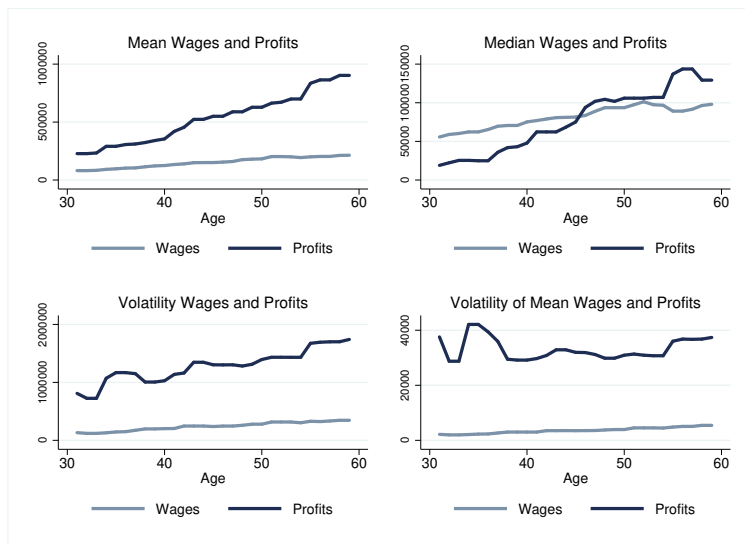 Mean Wages and Profits
1000000
500000
0
30 40 50 60
Age
Wages Profits
Median Wages and Profits
150000
100000
50000
0
30 40 50 60
Age
Wages Profits
Volatility Wages and Profits
2000000
1000000
0
30 40 50 60
Age
Wages Profits
Volatility of Mean Wages and Profits
40000
20000
0
30 40 50 60
Age
Wages Profits